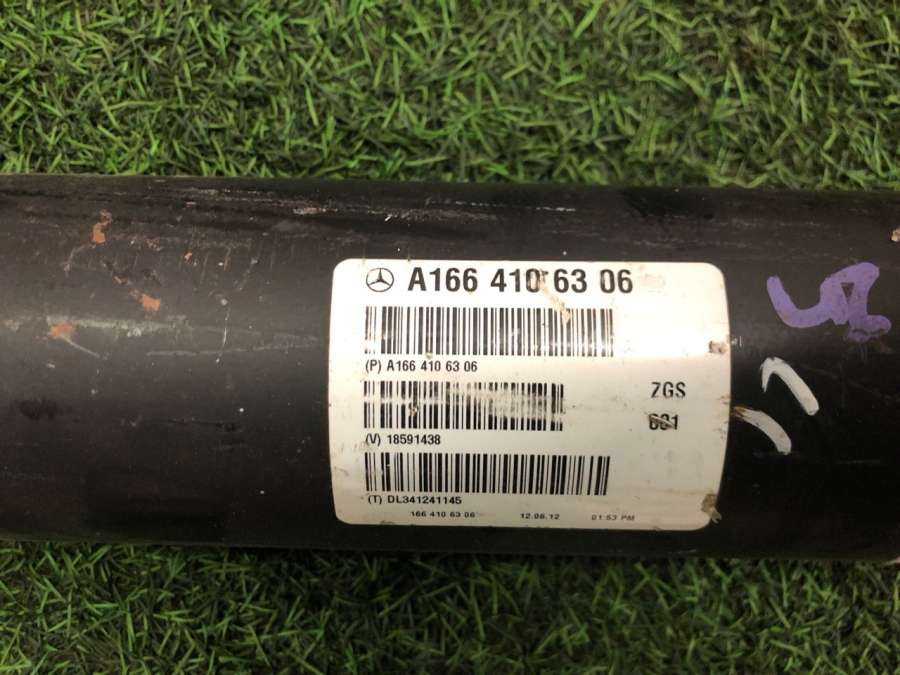 A166 410 63 06
(P) A166 410 63 06
ZGS
(V) 18591438
(T) DL341241145
166 410 63 06 12.06.12 01:53 PM